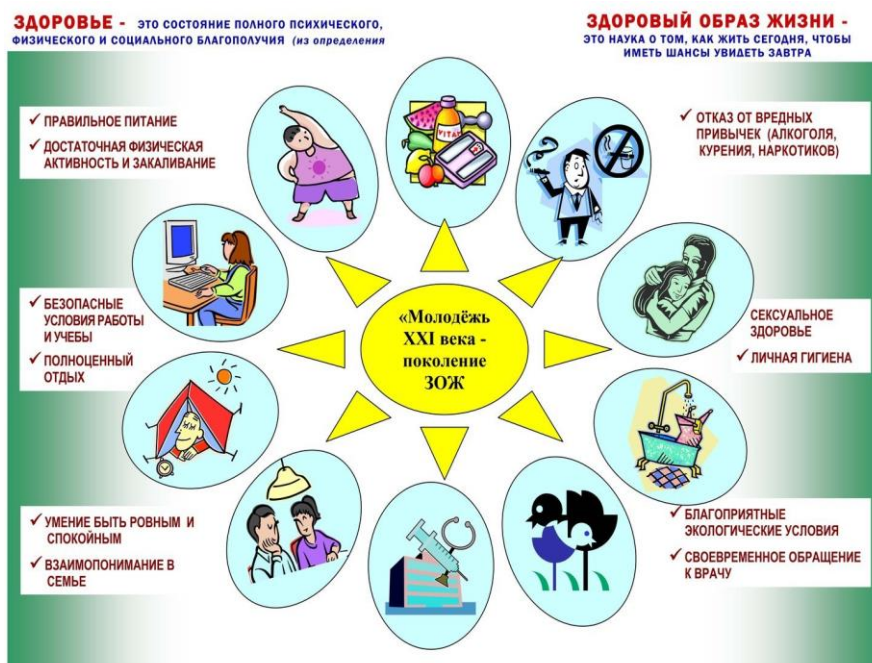 ЗДОРОВЬЕ - ЭТО СОСТОЯНИЕ ПОЛНОГО ПСИХИЧЕСКОГО,
ФИЗИЧЕСКОГО И СОЦИАЛЬНОГО БЛАГОПОЛУЧИЯ (из определения
ЗДОРОВЫЙ ОБРАЗ ЖИЗНИ -
ЭТО НАУКА О ТОМ, КАК ЖИТЬ СЕГОДНЯ, ЧТОБЫ
ИМЕТЬ ШАНСЫ УВИДЕТЬ ЗАВТРА
✓ ПРАВИЛЬНОЕ ПИТАНИЕ
✓ ДОСТАТОЧНАЯ ФИЗИЧЕСКАЯ
АКТИВНОСТЬ И ЗАКАЛИВАНИЕ
VITA
✓ ОТКАЗ ОТ ВРЕДНЫХ
ПРИВЫЧЕК (АЛКОГОЛЯ,
КУРЕНИЯ, НАРКОТИКОВ)
✓ БЕЗОПАСНЫЕ
УСЛОВИЯ РАБОТЫ
И УЧЕБЫ
✓ ПОЛНОЦЕННЫЙ
ОТДЫХ
«Молодёжь
XXI века -
поколение
ЗОЖ
СЕКСУАЛЬНОЕ
ЗДОРОВЬЕ
✓ ЛИЧНАЯ ГИГИЕНА
✓ УМЕНИЕ БЫТЬ РОВНЫМ И
СПОКОЙНЫМ
✓ ВЗАИМОПОНИМАНИЕ В
СЕМЬЕ
✓ БЛАГОПРИЯТНЫЕ
ЭКОЛОГИЧЕСКИЕ УСЛОВИЯ
✓ СВОЕВРЕМЕННОЕ ОБРАЩЕНИЕ
К ВРАЧУ